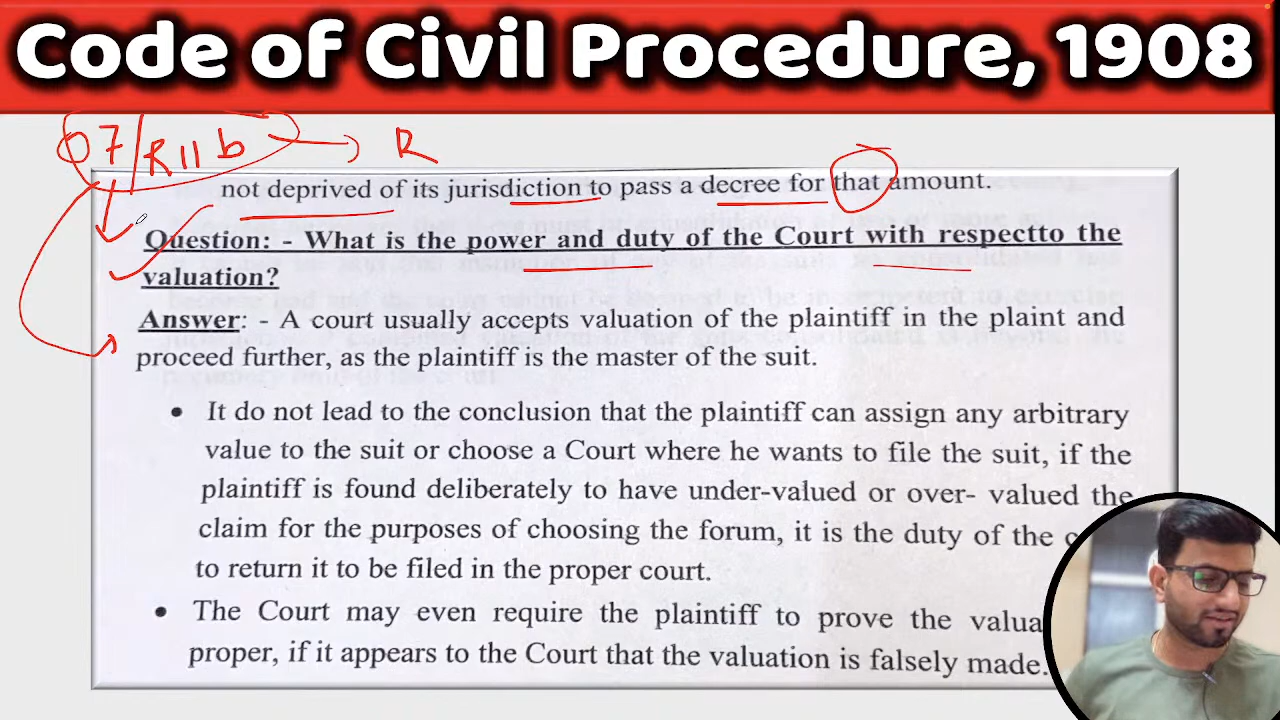 Code of Civil Procedure, 1908
07/R11 b → R
not deprived of its jurisdiction to pass a decree for that amount.
Question: - What is the power and duty of the Court with respectto the
valuation?
Answer: - A court usually accepts valuation of the plaintiff in the plaint and
proceed further, as the plaintiff is the master of the suit.
• It do not lead to the conclusion that the plaintiff can assign any arbitrary
value to the suit or choose a Court where he wants to file the suit, if the
plaintiff is found deliberately to have under-valued or over- valued the
claim for the purposes of choosing the forum, it is the duty of the
to return it to be filed in the proper court.
• The Court may even require the plaintiff to prove the
proper, if it appears to the Court that the valuation is falsely made.